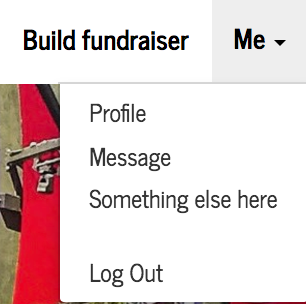 Build fundraiser Me
Profile
Message
Something else here
Log Out